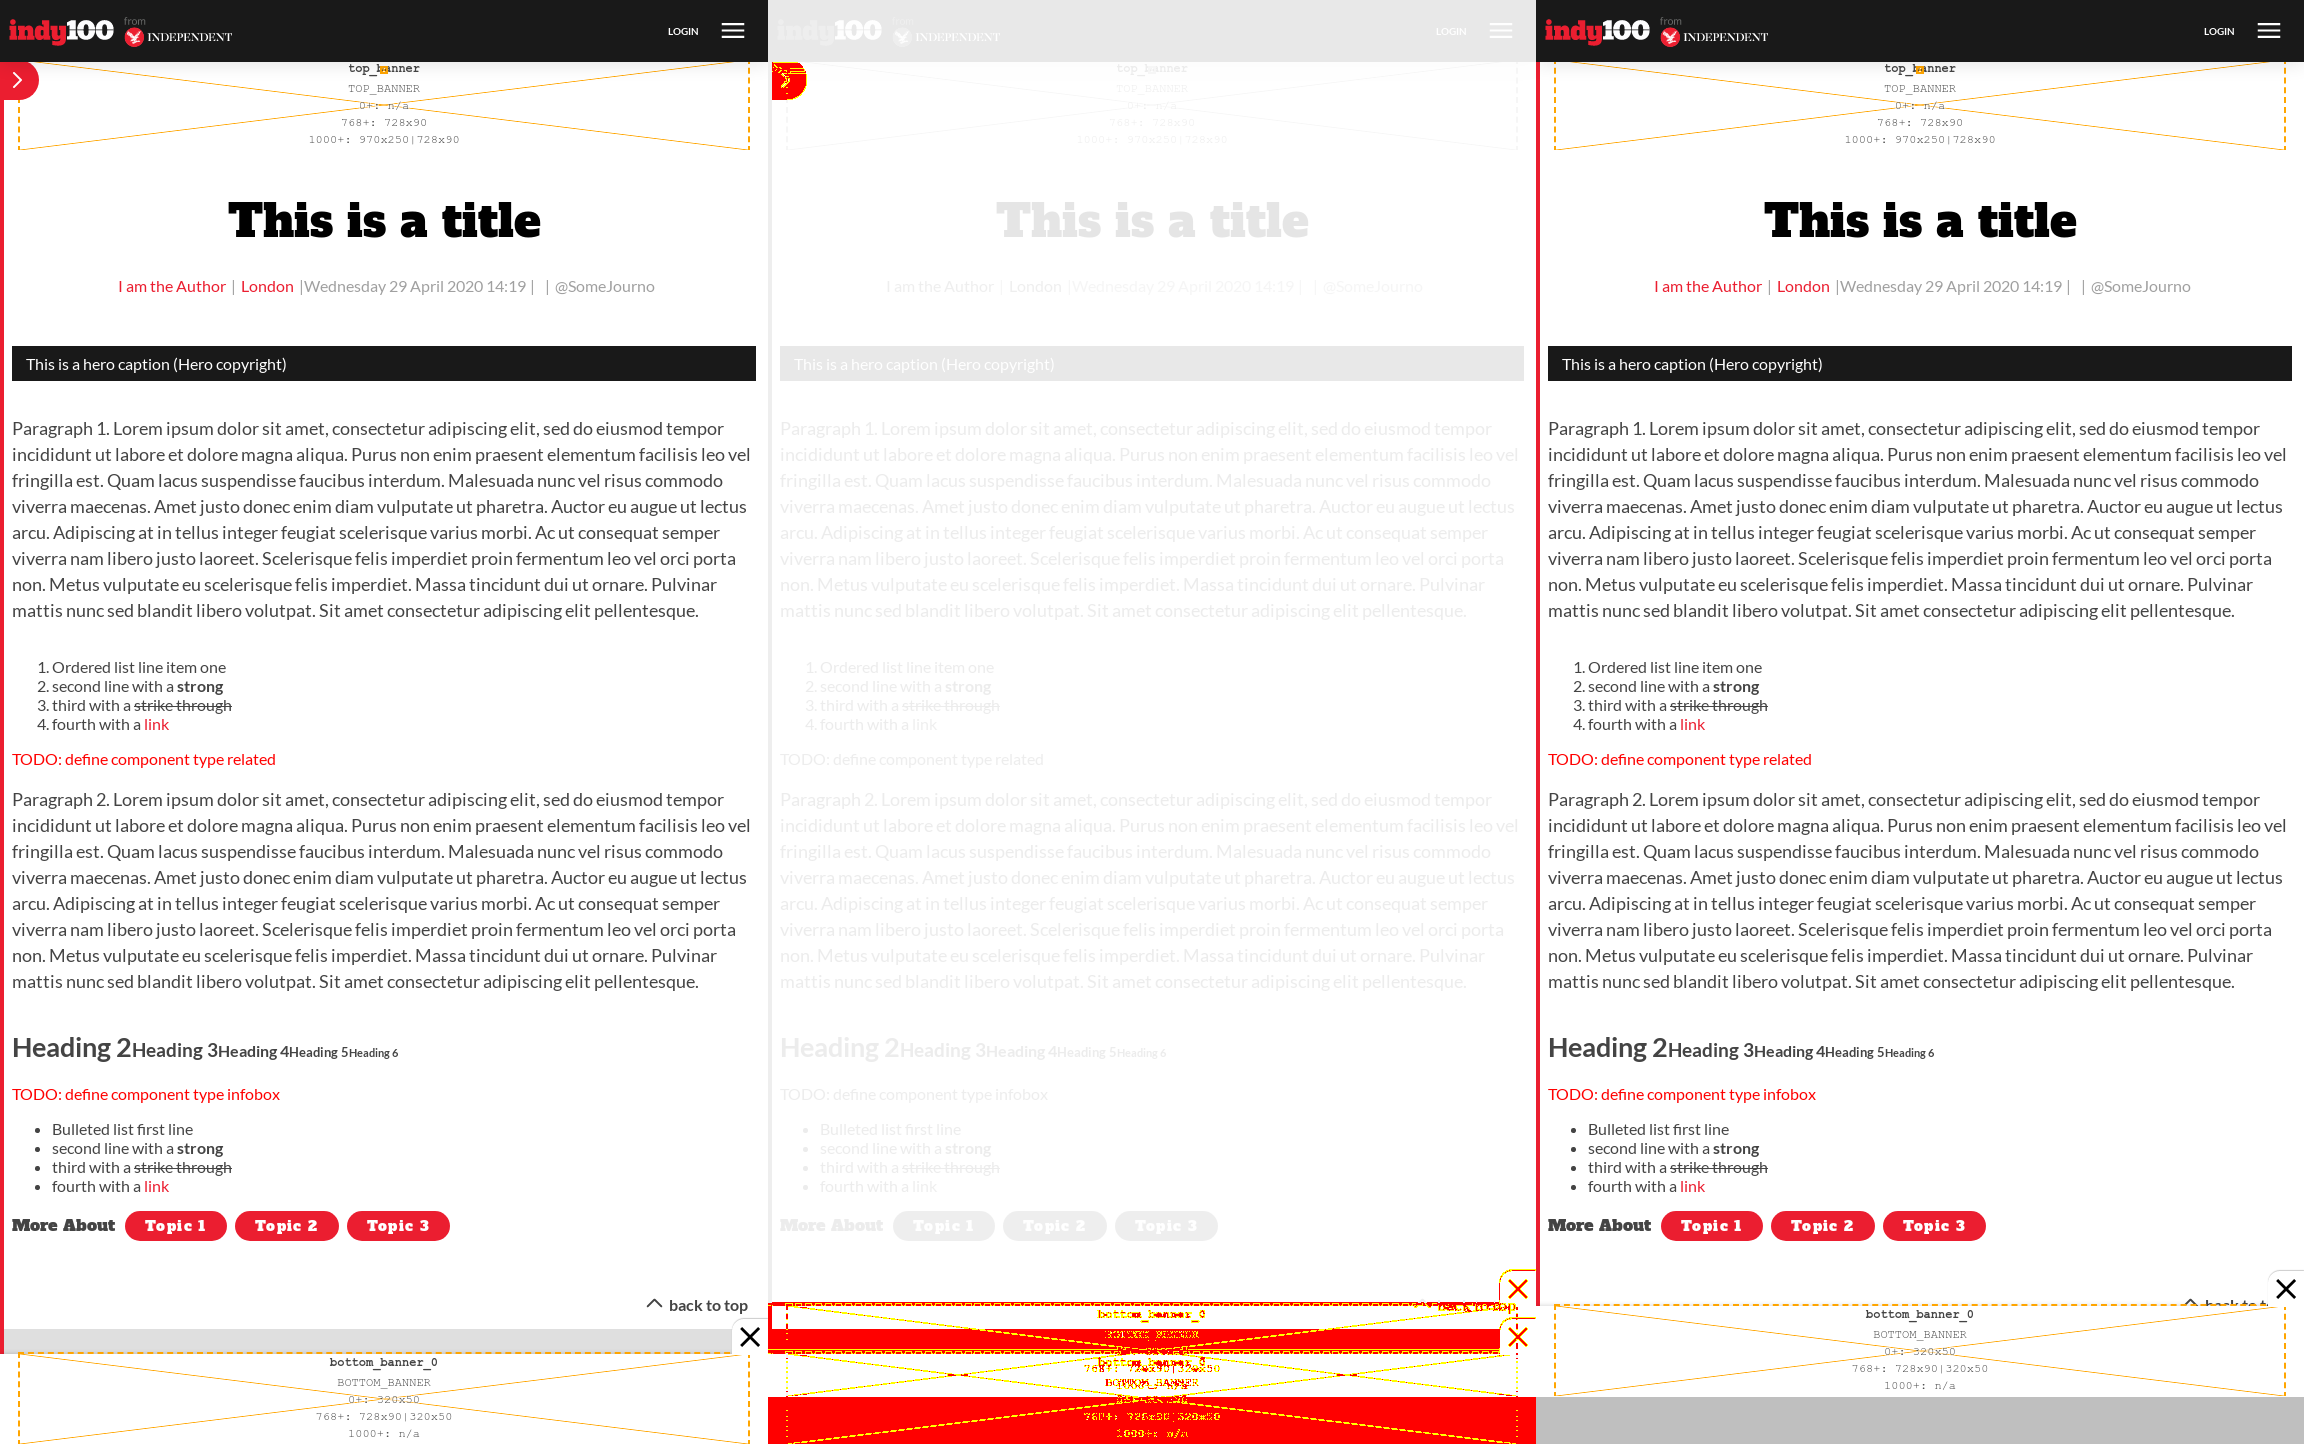 indy100 from INDEPENDENT
LOGIN
top_banner
TOP_BANNER
0+: n/a
768+: 728x90
1000+: 970x250|728x90
This is a title
I am the Author | London |Wednesday 29 April 2020 14:19 | | @SomeJourno
This is a hero caption (Hero copyright)
Paragraph 1. Lorem ipsum dolor sit amet, consectetur adipiscing elit, sed do eiusmod tempor
incididunt ut labore et dolore magna aliqua. Purus non enim praesent elementum facilisis leo vel
fringilla est. Quam lacus suspendisse faucibus interdum. Malesuada nunc vel risus commodo
viverra maecenas. Amet justo donec enim diam vulputate ut pharetra. Auctor eu augue ut lectus
arcu. Adipiscing at in tellus integer feugiat scelerisque varius morbi. Ac ut consequat semper
viverra nam libero justo laoreet. Scelerisque felis imperdiet proin fermentum leo vel orci porta
non. Metus vulputate eu scelerisque felis imperdiet. Massa tincidunt dui ut ornare. Pulvinar
mattis nunc sed blandit libero volutpat. Sit amet consectetur adipiscing elit pellentesque.
1. Ordered list line item one
2. second line with a strong
3. third with a strike through
4. fourth with a link
TODO: define component type related
Paragraph 2. Lorem ipsum dolor sit amet, consectetur adipiscing elit, sed do eiusmod tempor
incididunt ut labore et dolore magna aliqua. Purus non enim praesent elementum facilisis leo vel
fringilla est. Quam lacus suspendisse faucibus interdum. Malesuada nunc vel risus commodo
viverra maecenas. Amet justo donec enim diam vulputate ut pharetra. Auctor eu augue ut lectus
arcu. Adipiscing at in tellus integer feugiat scelerisque varius morbi. Ac ut consequat semper
viverra nam libero justo laoreet. Scelerisque felis imperdiet proin fermentum leo vel orci porta
non. Metus vulputate eu scelerisque felis imperdiet. Massa tincidunt dui ut ornare. Pulvinar
mattis nunc sed blandit libero volutpat. Sit amet consectetur adipiscing elit pellentesque.
Heading 2Heading 3Heading 4Heading 5Heading 6
TODO: define component type infobox
• Bulleted list first line
• second line with a strong
• third with a strike through
• fourth with a link
More About Topic 1 Topic 2 Topic 3
back to top
bottom_banner_0
BOTTOM_BANNER
0+: 320x50
768+: 728x90|320x50
1000+: n/a
indy100 from INDEPENDENT
LOGIN
top_banner
TOP_BANNER
0+: n/a
768+: 728x90
1000+: 970x250|728x90
This is a title
I am the Author | London |Wednesday 29 April 2020 14:19 | | @SomeJourno
This is a hero caption (Hero copyright)
Paragraph 1. Lorem ipsum dolor sit amet, consectetur adipiscing elit, sed do eiusmod tempor
incididunt ut labore et dolore magna aliqua. Purus non enim praesent elementum facilisis leo vel
fringilla est. Quam lacus suspendisse faucibus interdum. Malesuada nunc vel risus commodo
viverra maecenas. Amet justo donec enim diam vulputate ut pharetra. Auctor eu augue ut lectus
arcu. Adipiscing at in tellus integer feugiat scelerisque varius morbi. Ac ut consequat semper
viverra nam libero justo laoreet. Scelerisque felis imperdiet proin fermentum leo vel orci porta
non. Metus vulputate eu scelerisque felis imperdiet. Massa tincidunt dui ut ornare. Pulvinar
mattis nunc sed blandit libero volutpat. Sit amet consectetur adipiscing elit pellentesque.
1. Ordered list line item one
2. second line with a strong
3. third with a strike through
4. fourth with a link
TODO: define component type related
Paragraph 2. Lorem ipsum dolor sit amet, consectetur adipiscing elit, sed do eiusmod tempor
incididunt ut labore et dolore magna aliqua. Purus non enim praesent elementum facilisis leo vel
fringilla est. Quam lacus suspendisse faucibus interdum. Malesuada nunc vel risus commodo
viverra maecenas. Amet justo donec enim diam vulputate ut pharetra. Auctor eu augue ut lectus
arcu. Adipiscing at in tellus integer feugiat scelerisque varius morbi. Ac ut consequat semper
viverra nam libero justo laoreet. Scelerisque felis imperdiet proin fermentum leo vel orci porta
non. Metus vulputate eu scelerisque felis imperdiet. Massa tincidunt dui ut ornare. Pulvinar
mattis nunc sed blandit libero volutpat. Sit amet consectetur adipiscing elit pellentesque.
Heading 2Heading 3Heading 4Heading 5Heading 6
TODO: define component type infobox
• Bulleted list first line
• second line with a strong
• third with a strike through
• fourth with a link
More About Topic 1 Topic 2 Topic 3
bottom_banner_0
768+: 728x90|320x50
1000+: n/a
indy100 from INDEPENDENT
LOGIN
top_banner
TOP_BANNER
0+: n/a
768+: 728x90
1000+: 970x250|728x90
This is a title
I am the Author | London |Wednesday 29 April 2020 14:19 | | @SomeJourno
This is a hero caption (Hero copyright)
Paragraph 1. Lorem ipsum dolor sit amet, consectetur adipiscing elit, sed do eiusmod tempor
incididunt ut labore et dolore magna aliqua. Purus non enim praesent elementum facilisis leo vel
fringilla est. Quam lacus suspendisse faucibus interdum. Malesuada nunc vel risus commodo
viverra maecenas. Amet justo donec enim diam vulputate ut pharetra. Auctor eu augue ut lectus
arcu. Adipiscing at in tellus integer feugiat scelerisque varius morbi. Ac ut consequat semper
viverra nam libero justo laoreet. Scelerisque felis imperdiet proin fermentum leo vel orci porta
non. Metus vulputate eu scelerisque felis imperdiet. Massa tincidunt dui ut ornare. Pulvinar
mattis nunc sed blandit libero volutpat. Sit amet consectetur adipiscing elit pellentesque.
1. Ordered list line item one
2. second line with a strong
3. third with a strike through
4. fourth with a link
TODO: define component type related
Paragraph 2. Lorem ipsum dolor sit amet, consectetur adipiscing elit, sed do eiusmod tempor
incididunt ut labore et dolore magna aliqua. Purus non enim praesent elementum facilisis leo vel
fringilla est. Quam lacus suspendisse faucibus interdum. Malesuada nunc vel risus commodo
viverra maecenas. Amet justo donec enim diam vulputate ut pharetra. Auctor eu augue ut lectus
arcu. Adipiscing at in tellus integer feugiat scelerisque varius morbi. Ac ut consequat semper
viverra nam libero justo laoreet. Scelerisque felis imperdiet proin fermentum leo vel orci porta
non. Metus vulputate eu scelerisque felis imperdiet. Massa tincidunt dui ut ornare. Pulvinar
mattis nunc sed blandit libero volutpat. Sit amet consectetur adipiscing elit pellentesque.
Heading 2Heading 3Heading 4Heading 5Heading 6
TODO: define component type infobox
• Bulleted list first line
• second line with a strong
• third with a strike through
• fourth with a link
More About Topic 1 Topic 2 Topic 3
bottom_banner_0
BOTTOM_BANNER
0+: 320x50
768+: 728x90|320x50
1000+: n/a